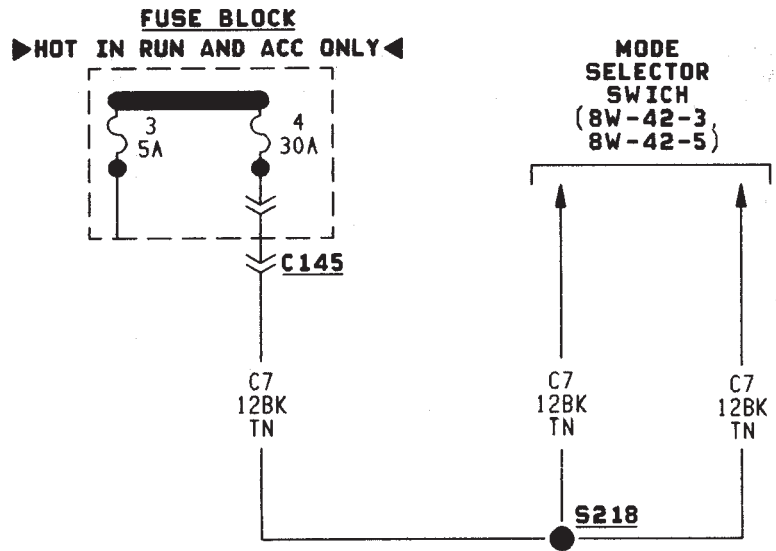 FUSE BLOCK
▶HOT IN RUN AND ACC ONLY◀
3
5A
4
30A
C145
MODE
SELECTOR
SWICH
(8W-42-3,
8W-42-5)
C7
12BK
TN
C7
12BK
TN
C7
12BK
TN
S218